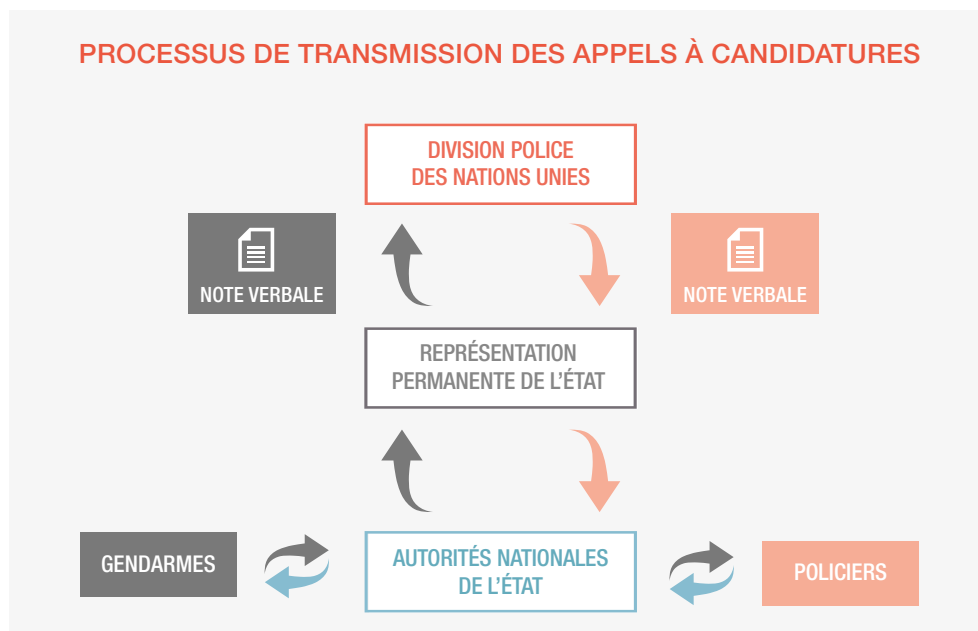 PROCESSUS DE TRANSMISSION DES APPELS À CANDIDATURES
DIVISION POLICE
DES NATIONS UNIES
NOTE VERBALE
NOTE VERBALE
REPRÉSENTATION
PERMANENTE DE L'ÉTAT
GENDARMES
AUTORITÉS NATIONALES
DE L'ÉTAT
POLICIERS